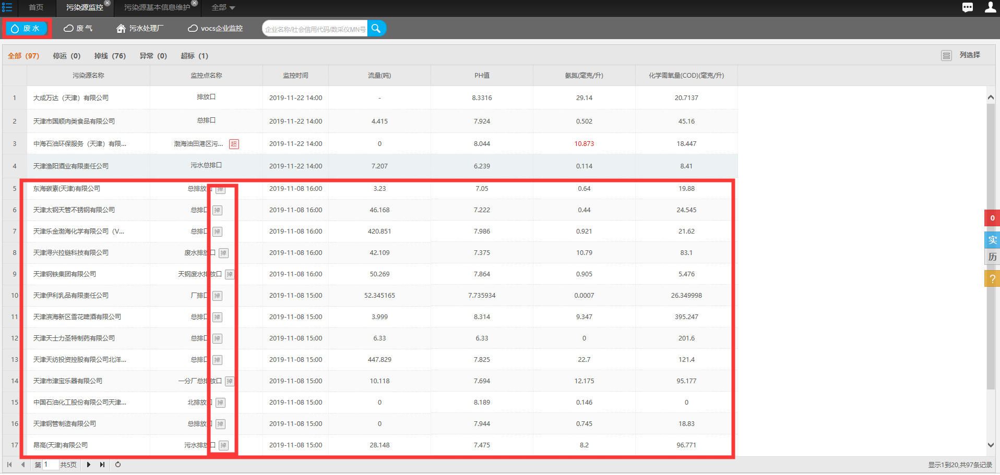 首页 污染源监控 污染源基本信息维护 全部
废水 废气 污水处理厂 vocs企业监控 企业名称/社会信用代码/数采仪MN号
全部 (97) 停运 (0) 掉线 (76) 异常 (0) 超标 (1) 列选择
污染源名称 监控点名称 监控时间 流量(吨) PH值 氨氮(毫克/升) 化学需氧量(COD)(毫克/升)
1 大成万达（天津）有限公司 排放口 2019-11-22 14:00 - 8.3316 29.14 20.7137
2 天津市国顺肉类食品有限公司 总排口 2019-11-22 14:00 4.415 7.924 0.502 45.16
3 中海石油环保服务（天津）有限... 渤海油田港区污... 超 2019-11-22 14:00 0 8.044 10.873 18.447
4 天津渔阳酒业有限责任公司 污水总排口 2019-11-22 14:00 7.207 6.239 0.114 8.41
5 东海碳素(天津)有限公司 总排放口 掉 2019-11-08 16:00 3.23 7.05 0.64 19.88
6 天津太钢天管不锈钢有限公司 总排口 掉 2019-11-08 16:00 46.168 7.222 0.44 24.545
7 天津乐金渤海化学有限公司（V... 总排口 掉 2019-11-08 16:00 420.851 7.986 0.921 21.62
8 天津浔兴拉链科技有限公司 废水排放口 掉 2019-11-08 16:00 42.109 7.375 10.79 83.1
9 天津钢铁集团有限公司 天钢废水排放口 掉 2019-11-08 16:00 50.269 7.864 0.905 5.476
10 天津伊利乳品有限责任公司 厂排口 掉 2019-11-08 15:00 52.345165 7.735934 0.0007 26.349998
11 天津滨海新区雪花啤酒有限公司 总排口 掉 2019-11-08 15:00 3.999 8.314 9.347 395.247
12 天津天士力圣特制药有限公司 总排口 掉 2019-11-08 15:00 6.33 6.33 0 201.6
13 天津天纺投资控股有限公司北洋... 总排口 掉 2019-11-08 15:00 447.829 7.825 22.7 121.4
14 天津市津宝乐器有限公司 一分厂总排放口 掉 2019-11-08 15:00 10.118 7.694 12.175 95.177
15 中国石油化工股份有限公司天津... 北排放口 掉 2019-11-08 15:00 0 8.189 0.146 0
16 天津钢管制造有限公司 总排放口 掉 2019-11-08 15:00 0 7.944 0.745 18.83
17 昂高(天津)有限公司 污水排放口 掉 2019-11-08 15:00 28.148 7.475 8.2 96.771
0
实
历
?
第 1 共5页 显示1到20,共97条记录